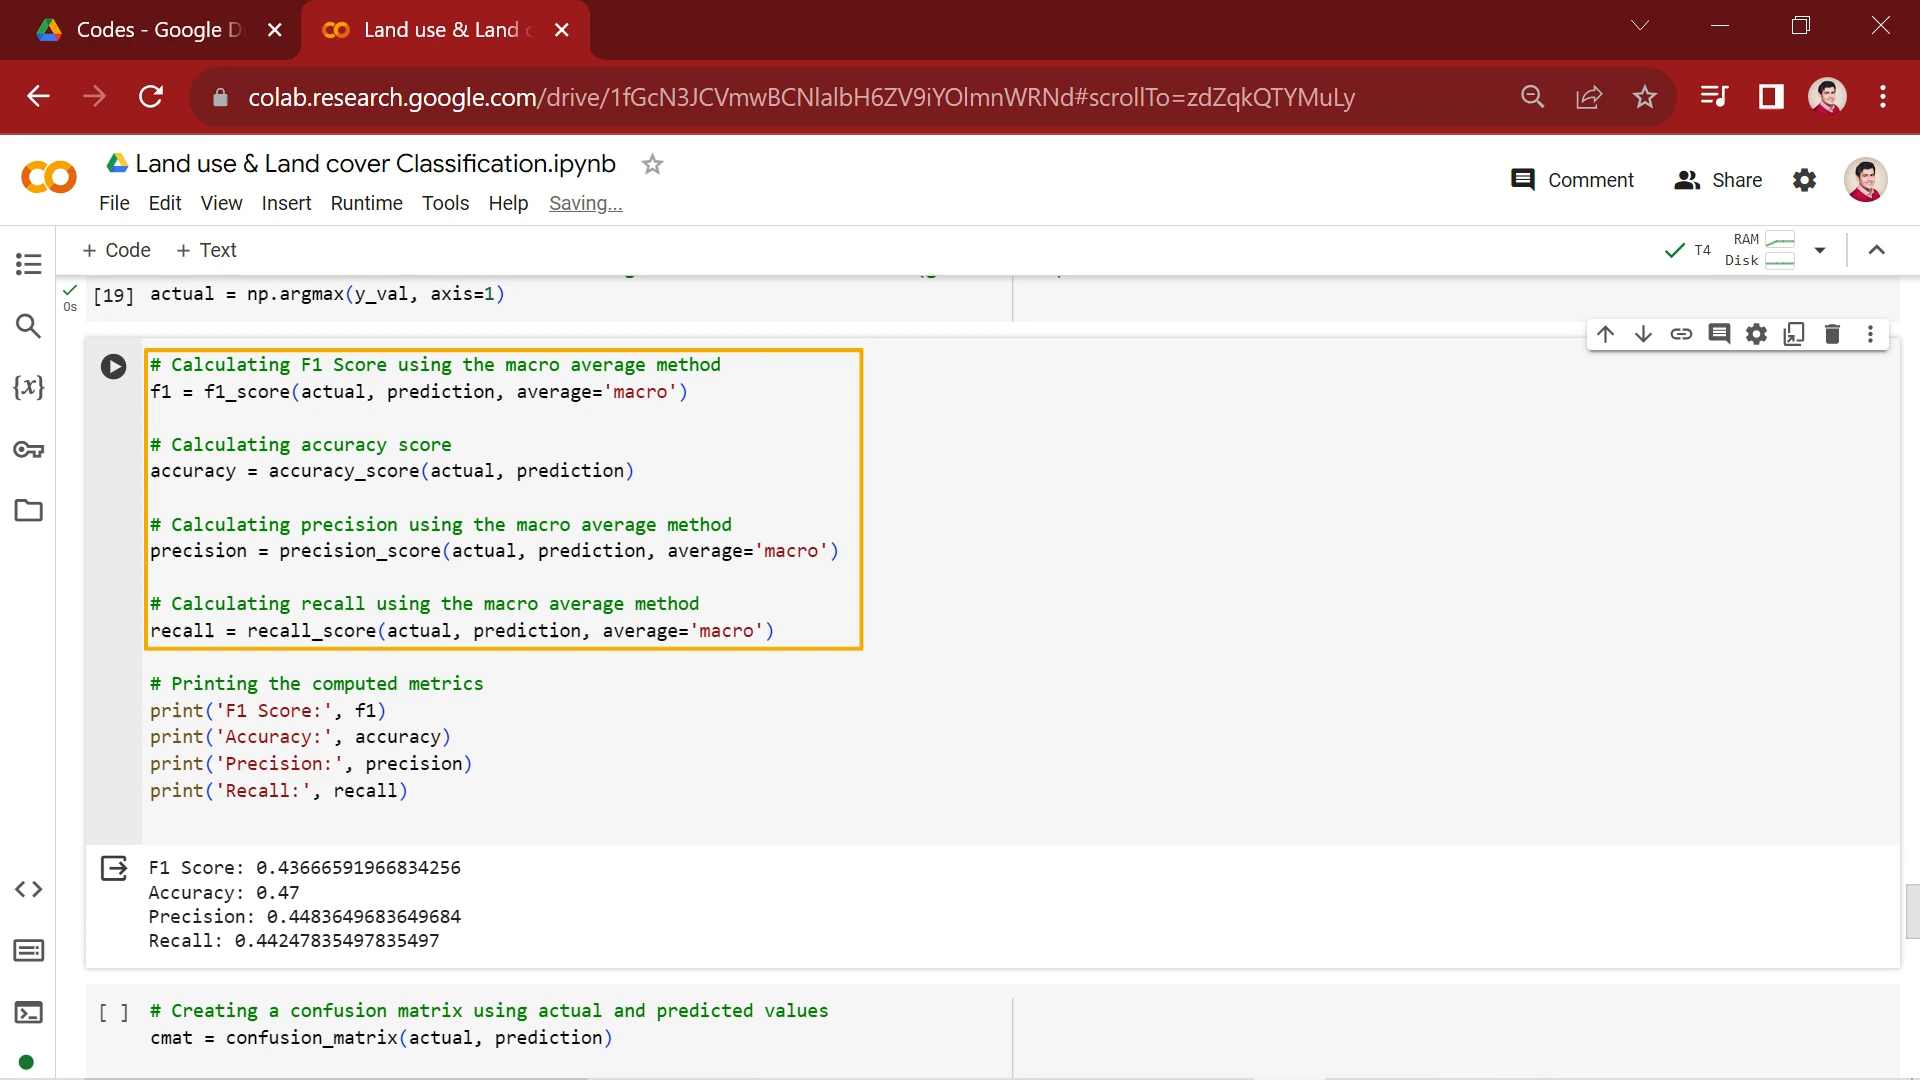 Codes - Google D
Land use & Land c
colab.research.google.com/drive/1fGcN3JCVmwBCNlalbH6ZV9iYOlmnWRNd#scrollTo=zdZqkQTYMuLy
Land use & Land cover Classification.ipynb
Comment
Share
File Edit View Insert Runtime Tools Help Saving...
+ Code + Text
T4
RAM
Disk
0s
[19] actual = np.argmax(y_val, axis=1)
{x}
# Calculating F1 Score using the macro average method
f1 = f1_score(actual, prediction, average='macro')
# Calculating accuracy score
accuracy = accuracy_score(actual, prediction)
# Calculating precision using the macro average method
precision = precision_score(actual, prediction, average='macro')
# Calculating recall using the macro average method
recall = recall_score(actual, prediction, average='macro')
# Printing the computed metrics
print('F1 Score:', f1)
print('Accuracy:', accuracy)
print('Precision:', precision)
print('Recall:', recall)
F1 Score: 0.43666591966834256
Accuracy: 0.47
Precision: 0.4483649683649684
Recall: 0.44247835497835497
[ ] # Creating a confusion matrix using actual and predicted values
cmat = confusion_matrix(actual, prediction)